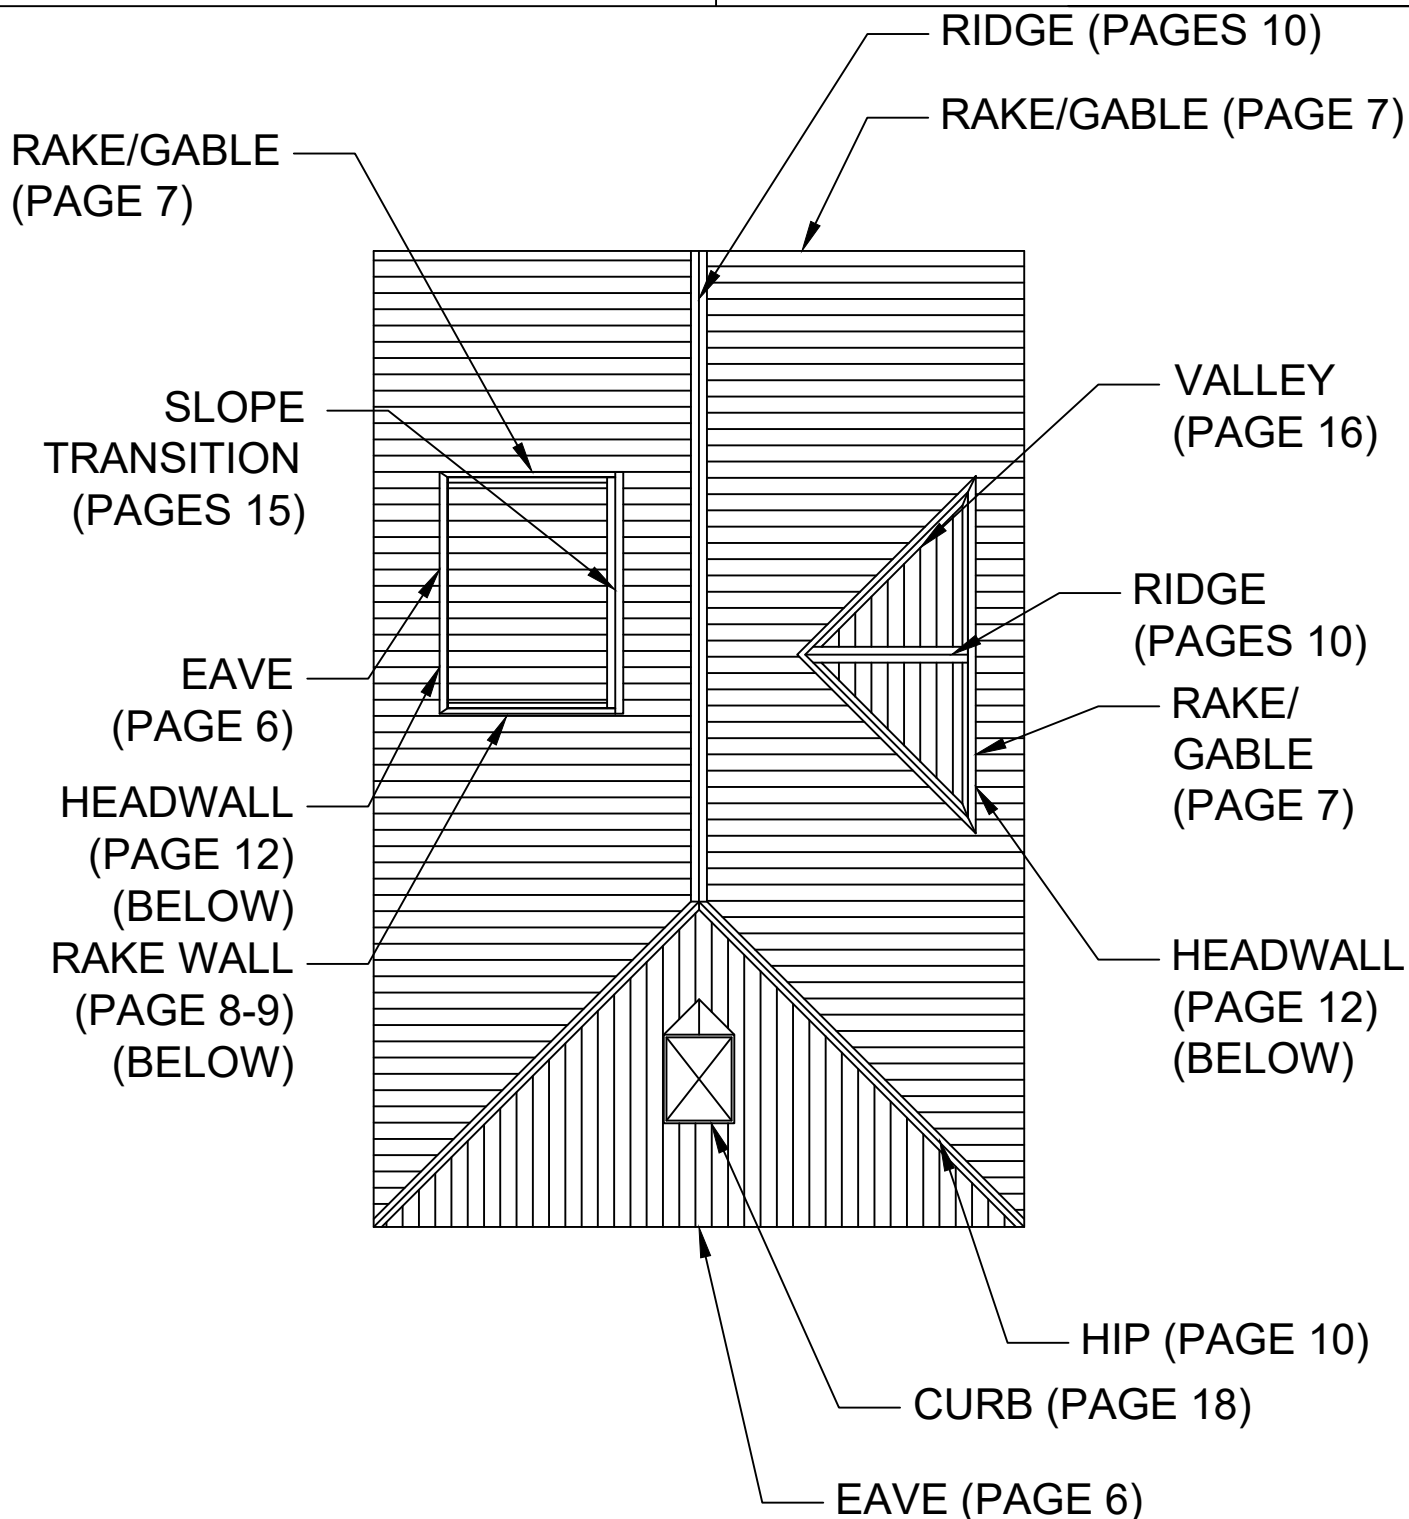 RIDGE (PAGES 10)
RAKE/GABLE (PAGE 7)
RAKE/GABLE
(PAGE 7)
SLOPE
TRANSITION
(PAGES 15)
VALLEY
(PAGE 16)
RIDGE
(PAGES 10)
EAVE
(PAGE 6)
RAKE/
GABLE
(PAGE 7)
HEADWALL
(PAGE 12)
(BELOW)
RAKE WALL
(PAGE 8-9)
(BELOW)
HEADWALL
(PAGE 12)
(BELOW)
HIP (PAGE 10)
CURB (PAGE 18)
EAVE (PAGE 6)